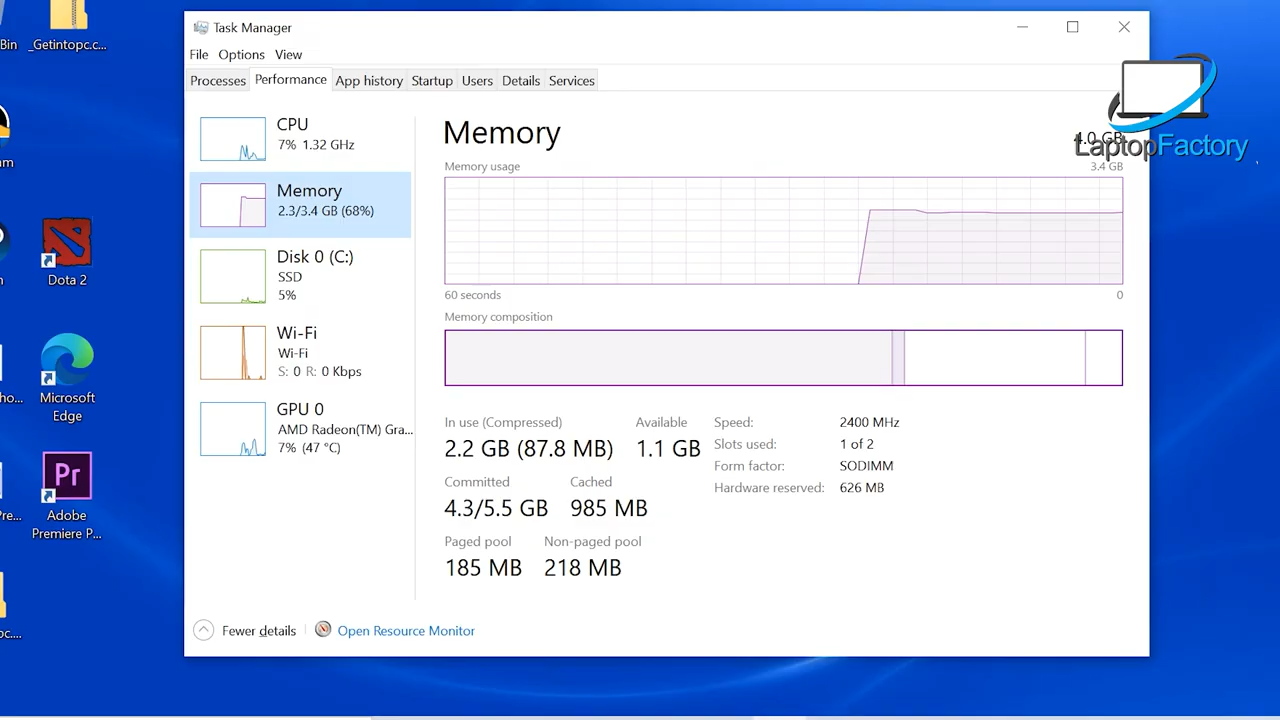 Bin
_Getintopc.c...
Task Manager
File Options View
Processes Performance App history Startup Users Details Services
CPU
7% 1.32 GHz
Memory
2.3/3.4 GB (68%)
Disk 0 (C:)
SSD
5%
Wi-Fi
Wi-Fi
S: 0 R: 0 Kbps
GPU 0
AMD Radeon(TM) Gra...
7% (47 °C)
Memory
4.0 GB
LaptopFactory
Memory usage
3.4 GB
60 seconds
0
Memory composition
In use (Compressed)
2.2 GB (87.8 MB)
Available
1.1 GB
Committed
4.3/5.5 GB
Cached
985 MB
Paged pool
185 MB
Non-paged pool
218 MB
Speed: 2400 MHz
Slots used: 1 of 2
Form factor: SODIMM
Hardware reserved: 626 MB
Fewer details
Open Resource Monitor
Dota 2
Microsoft
Edge
Pr
Adobe
Premiere P...